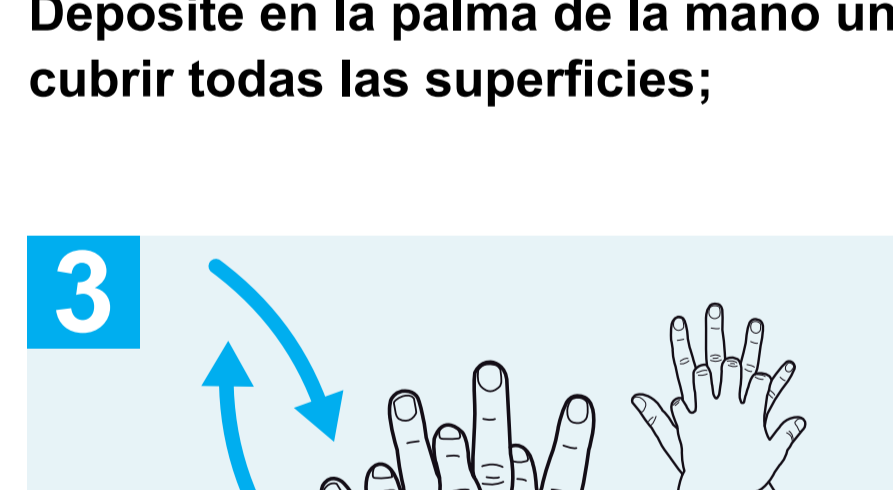 Deposite en la palma de la mano un
cubrir todas las superficies;
3